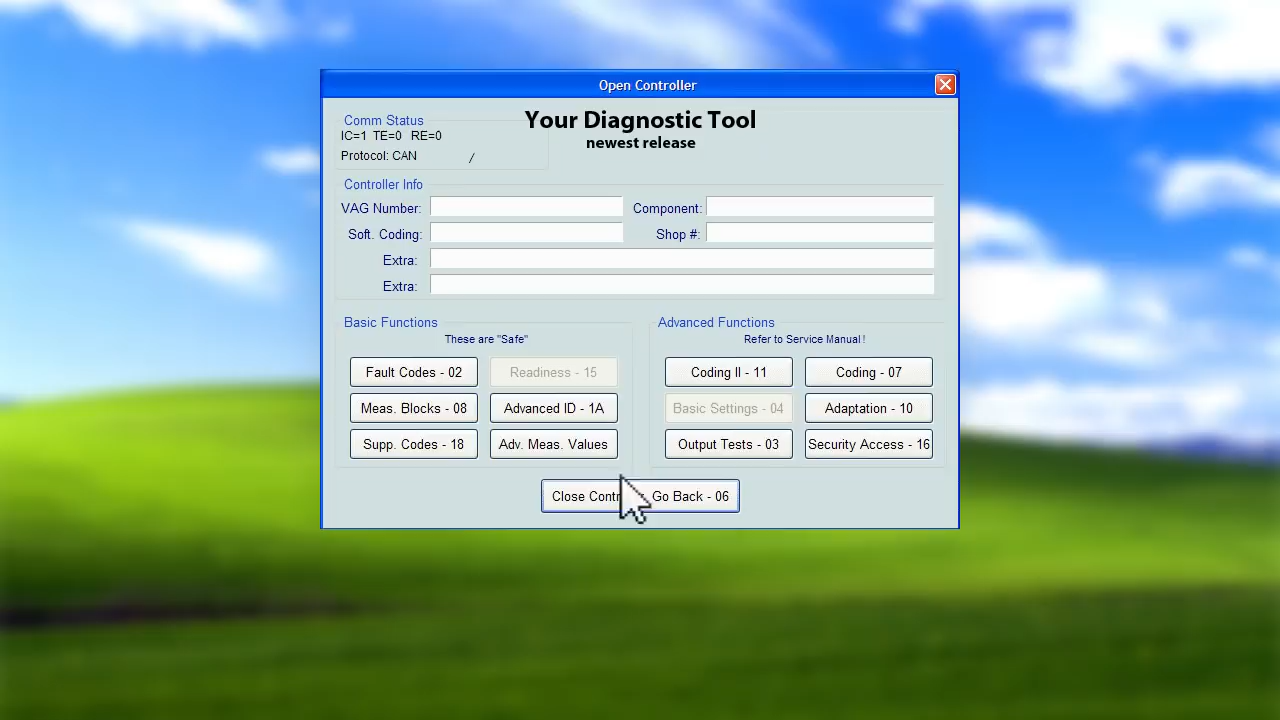 Open Controller
Your Diagnostic Tool
newest release
Comm Status
IC=1 TE=0 RE=0
Protocol: CAN /
Controller Info
VAG Number: Component:
Soft. Coding: Shop #:
Extra:
Extra:
Basic Functions
These are "Safe"
Fault Codes - 02 Readiness - 15
Meas. Blocks - 08 Advanced ID - 1A
Supp. Codes - 18 Adv. Meas. Values
Advanced Functions
Refer to Service Manual!
Coding II - 11 Coding - 07
Basic Settings - 04 Adaptation - 10
Output Tests - 03 Security Access - 16
Close Go Back - 06